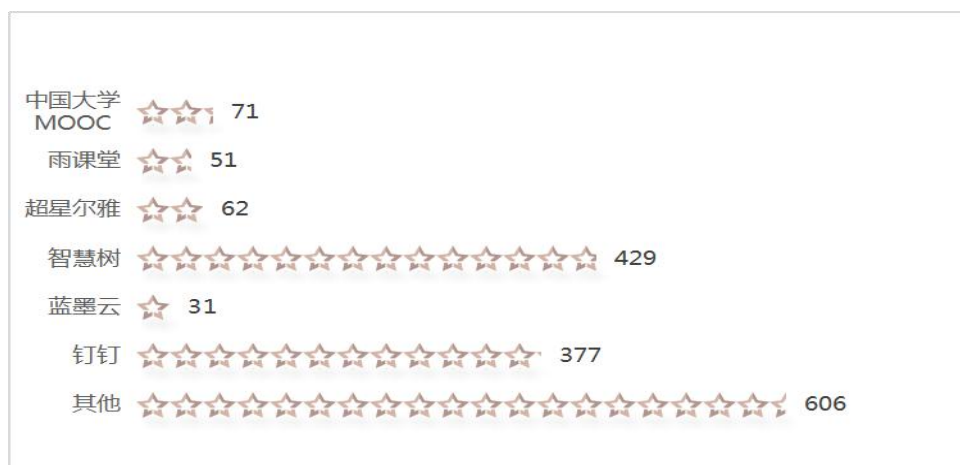 中国大学
MOOC 71
雨课堂 51
超星尔雅 62
智慧树 429
蓝墨云 31
钉钉 377
其他 606